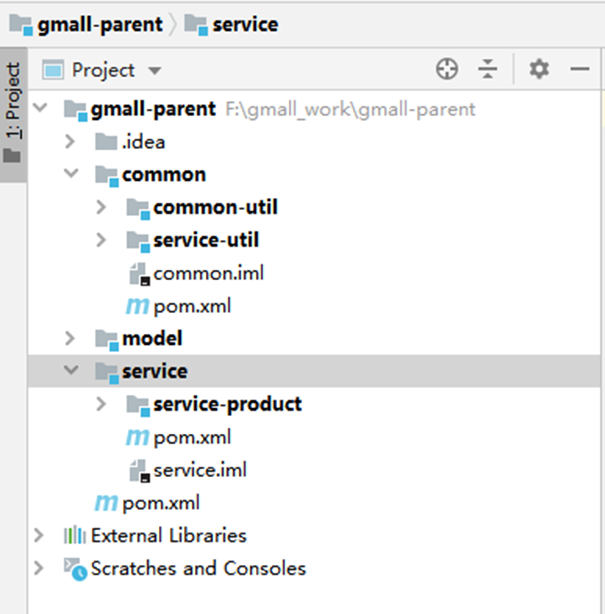 gmall-parent service
1: Project
Project
gmall-parent F:\gmall_work\gmall-parent
.idea
common
common-util
service-util
common.iml
pom.xml
model
service
service-product
pom.xml
service.iml
pom.xml
External Libraries
Scratches and Consoles